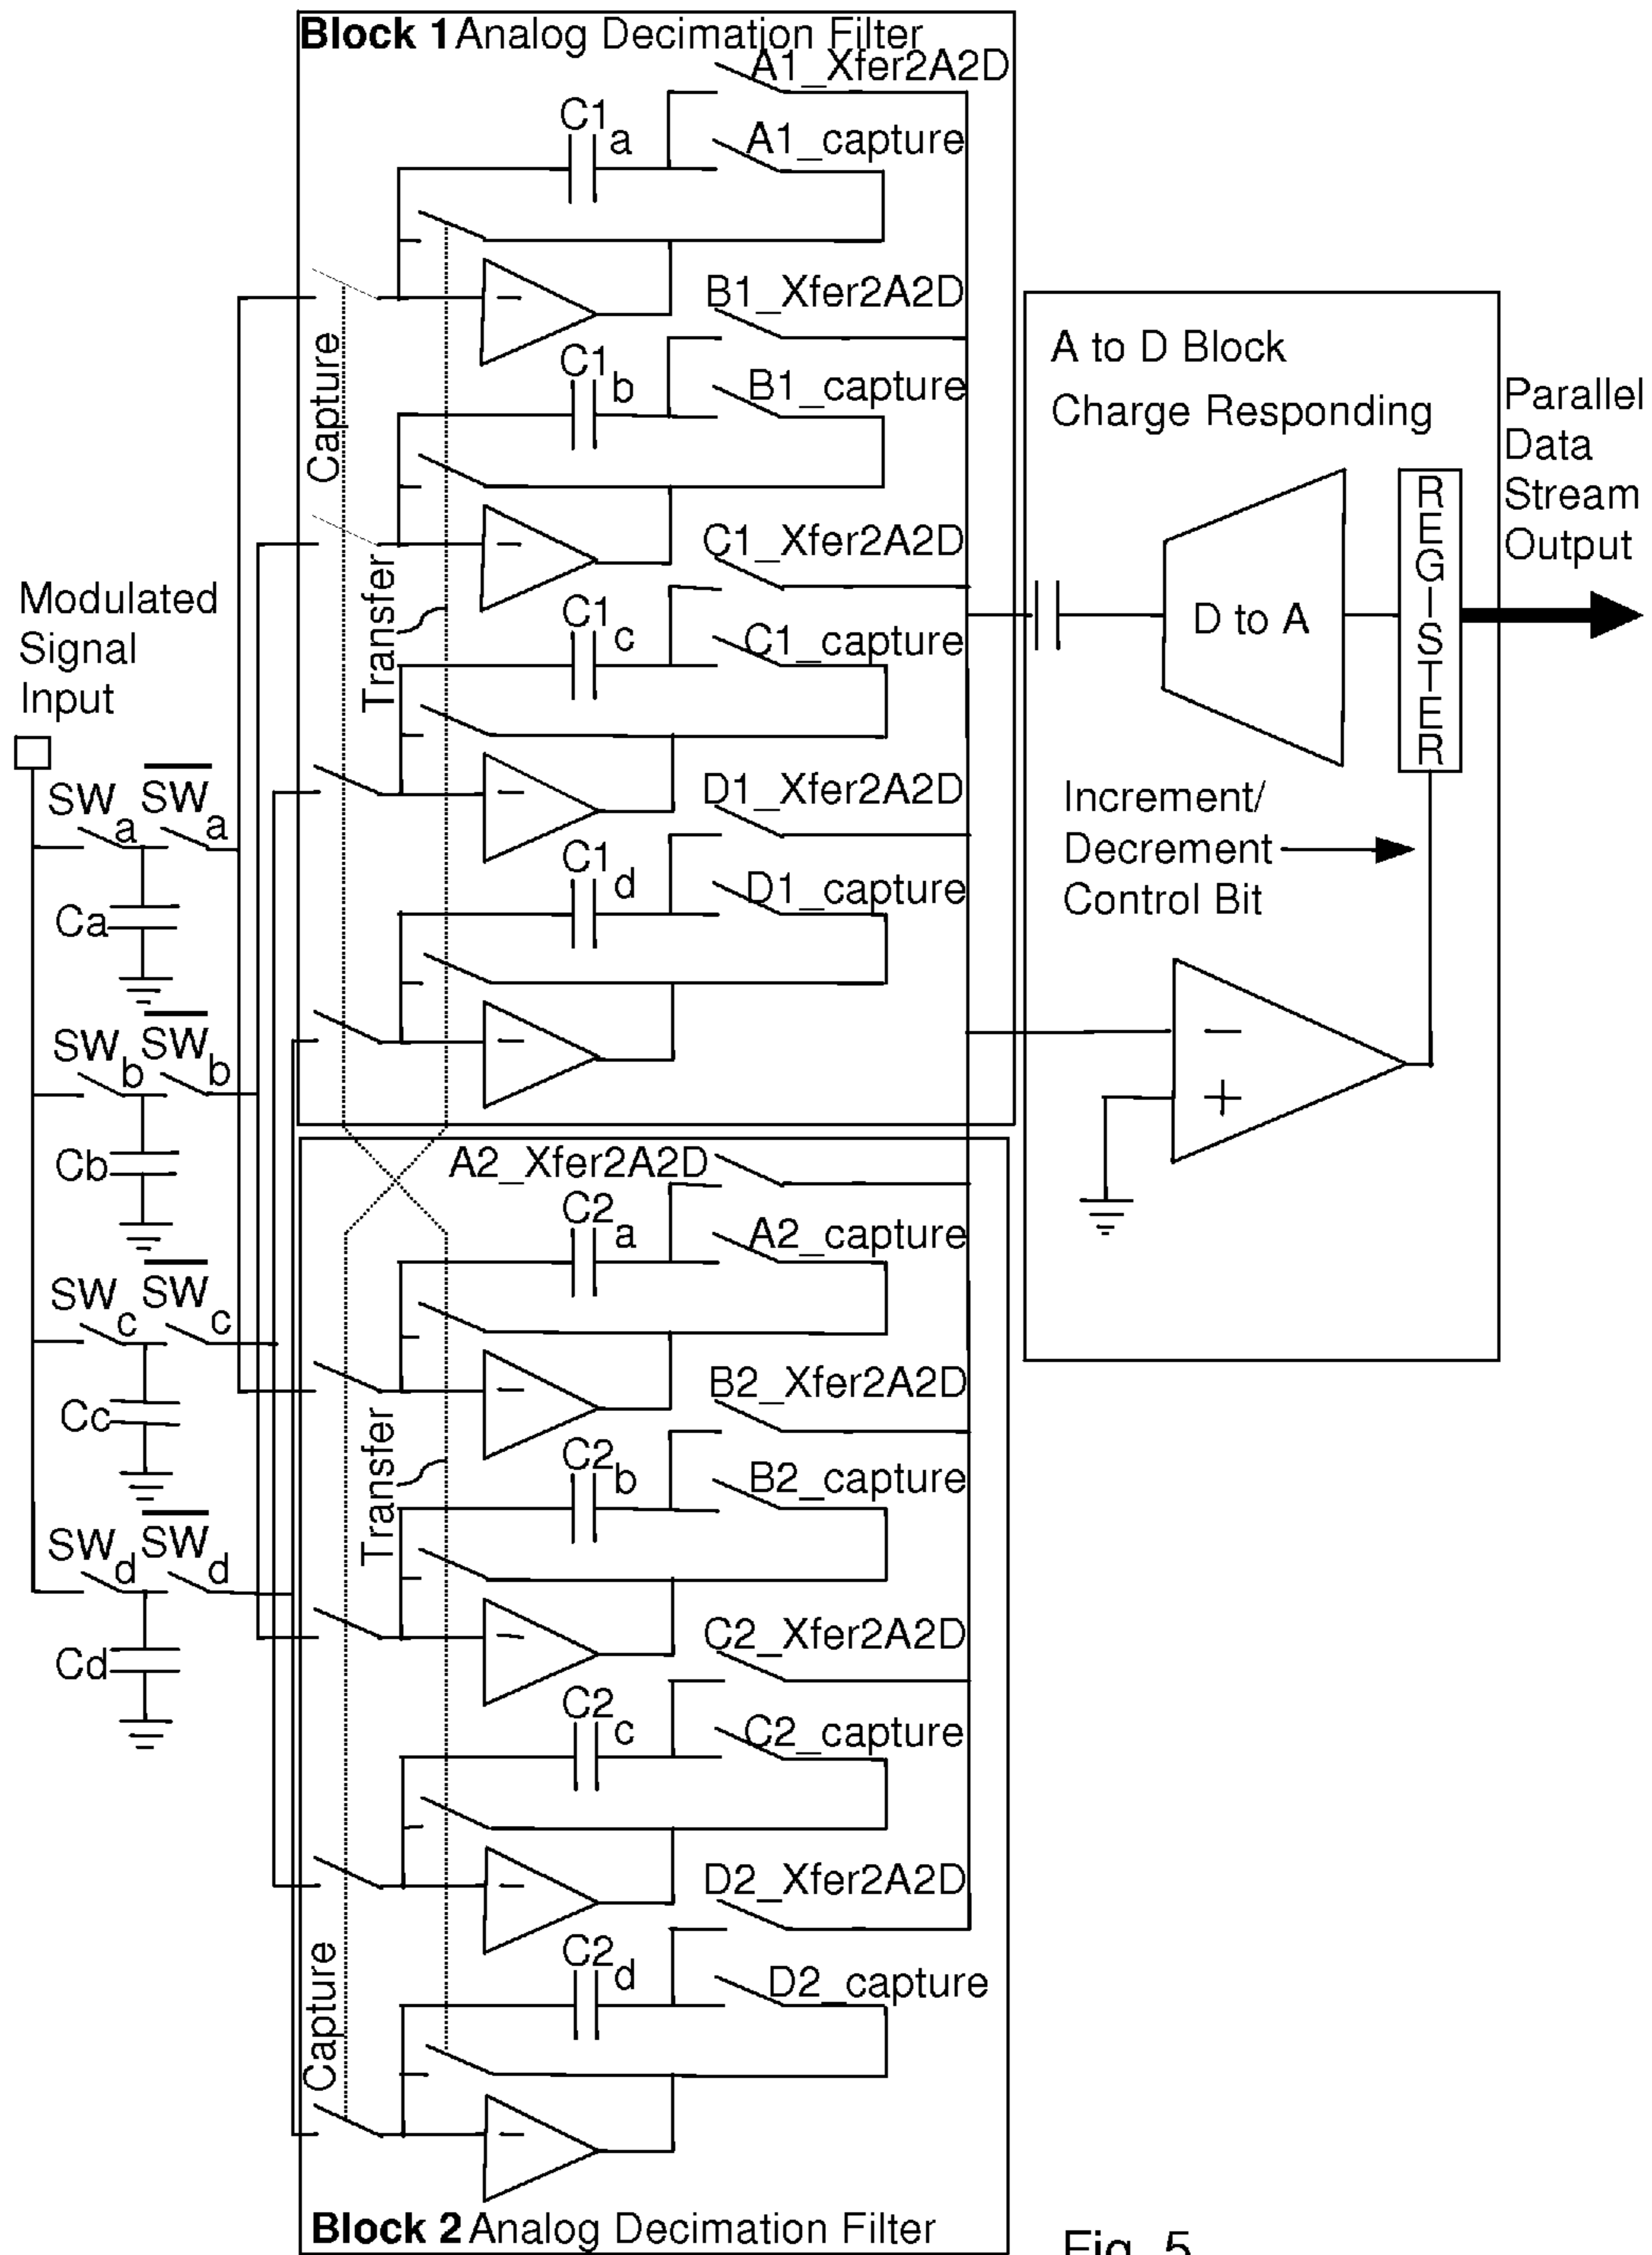 Block 1 Analog Decimation Filter
A1_Xfer2A2D
C1a
A1_capture
B1_Xfer2A2D
Capture
C1b
B1_capture
C1_Xfer2A2D
Transfer
C1c
C1_capture
D1_Xfer2A2D
C1d
D1_capture
A to D Block
Charge Responding
Parallel
Data
Stream
Output
D to A
REGISTER
Increment/
Decrement
Control Bit
+
Modulated
Signal
Input
SWa SWa
Ca
SWb SWb
Cb
SWc SWc
Cc
SWd SWd
Cd
A2_Xfer2A2D
C2a
A2_capture
B2_Xfer2A2D
Transfer
C2b
B2_capture
C2_Xfer2A2D
C2c
C2_capture
D2_Xfer2A2D
Capture
C2d
D2_capture
Block 2 Analog Decimation Filter
Fig. 5